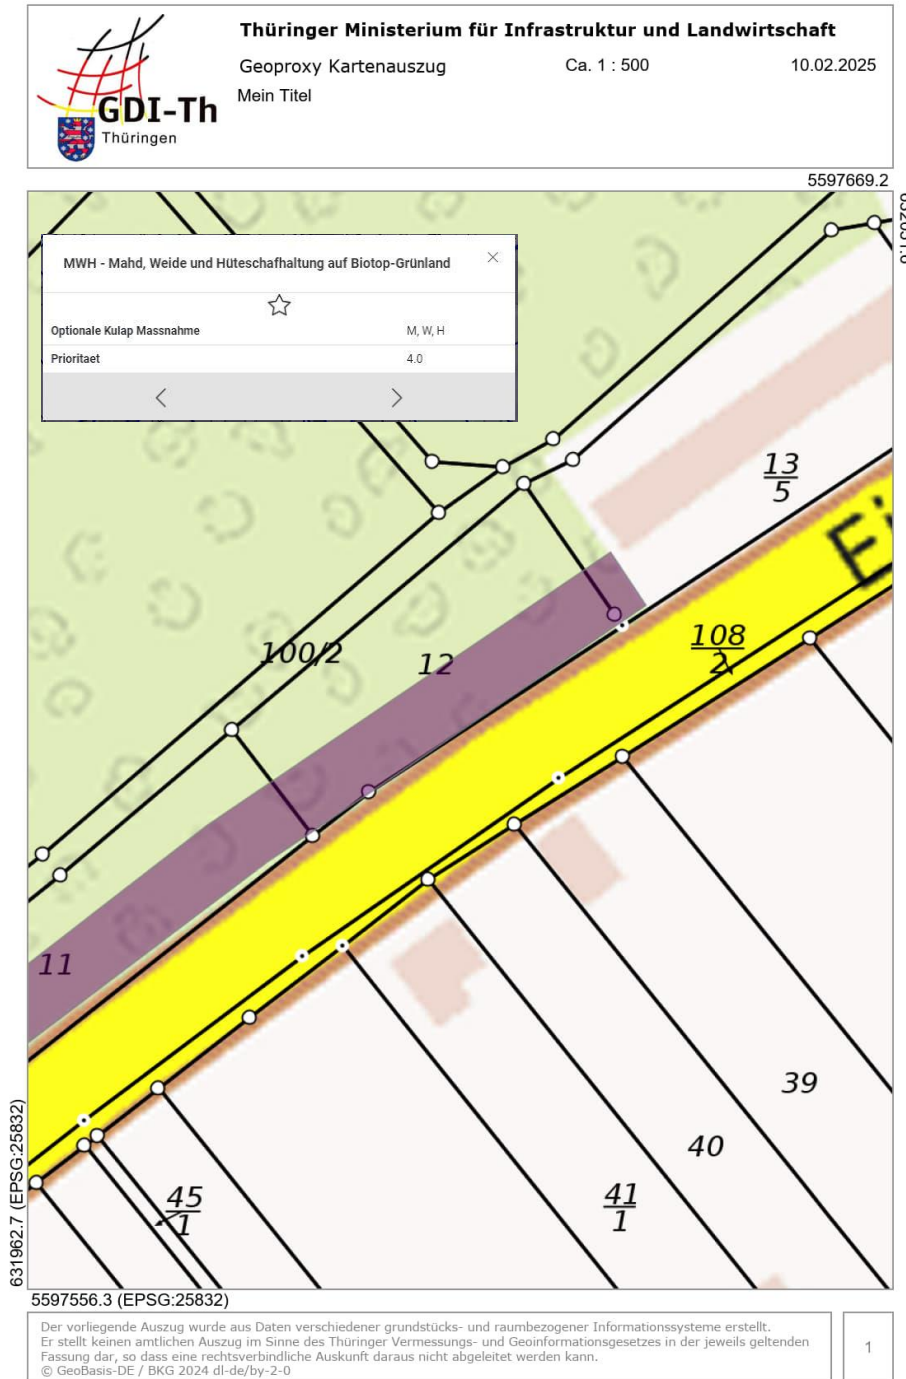 Thüringer Ministerium für Infrastruktur und Landwirtschaft
Geoproxy Kartenauszug Ca. 1 : 500 10.02.2025
Mein Titel
GDI-Th
Thüringen
5597669.2
MWH - Mahd, Weide und Hüteschafhaltung auf Biotop-Grünland
Optionale Kulap Massnahme M, W, H
Prioritaet 4.0
13
5
Ei
108
2
100/2
12
11
39
40
41
1
45
1
631962.7 (EPSG:25832)
5597556.3 (EPSG:25832)
Der vorliegende Auszug wurde aus Daten verschiedener grundstücks- und raumbezogener Informationssysteme erstellt.
Er stellt keinen amtlichen Auszug im Sinne des Thüringer Vermessungs- und Geoinformationsgesetzes in der jeweils geltenden
Fassung dar, so dass eine rechtsverbindliche Auskunft daraus nicht abgeleitet werden kann.
© GeoBasis-DE / BKG 2024 dl-de/by-2-0
1